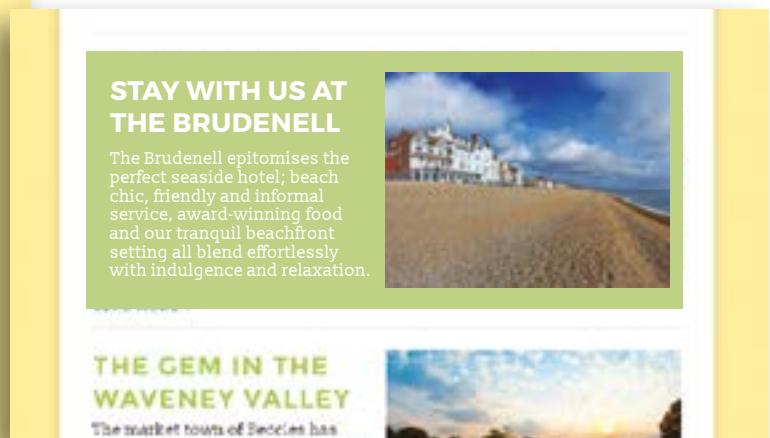 STAY WITH US AT
THE BRUDENELL
The Brudenell epitomises the
perfect seaside hotel; beach
chic, friendly and informal
service, award-winning food
and our tranquil beachfront
setting all blend effortlessly
with indulgence and relaxation.
THE GEM IN THE
WAVENEY VALLEY
The market town of Beccles has